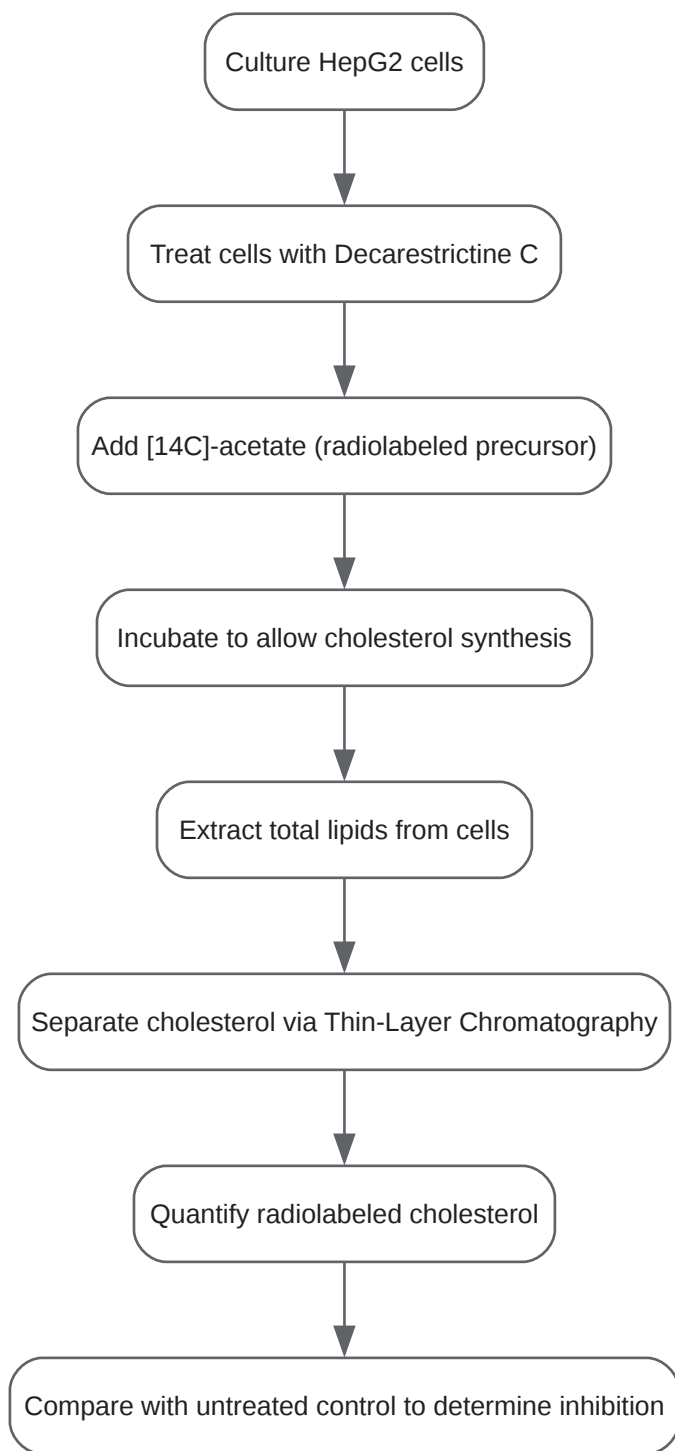 Culture HepG2 cells
Treat cells with Decarestrictine C
Add [14C]-acetate (radiolabeled precursor)
Incubate to allow cholesterol synthesis
Extract total lipids from cells
Separate cholesterol via Thin-Layer Chromatography
Quantify radiolabeled cholesterol
Compare with untreated control to determine inhibition